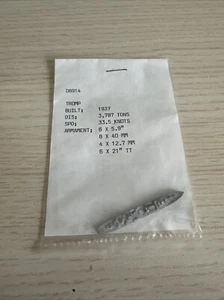 D8014
TROMP
BUILT; 1937
DIS; 3,787 TONS
SPD; 33.5 KNOTS
ARMAMENT; 6 X 5.9"
8 X 40 MM
4 X 12.7 MM
6 X 21" TT